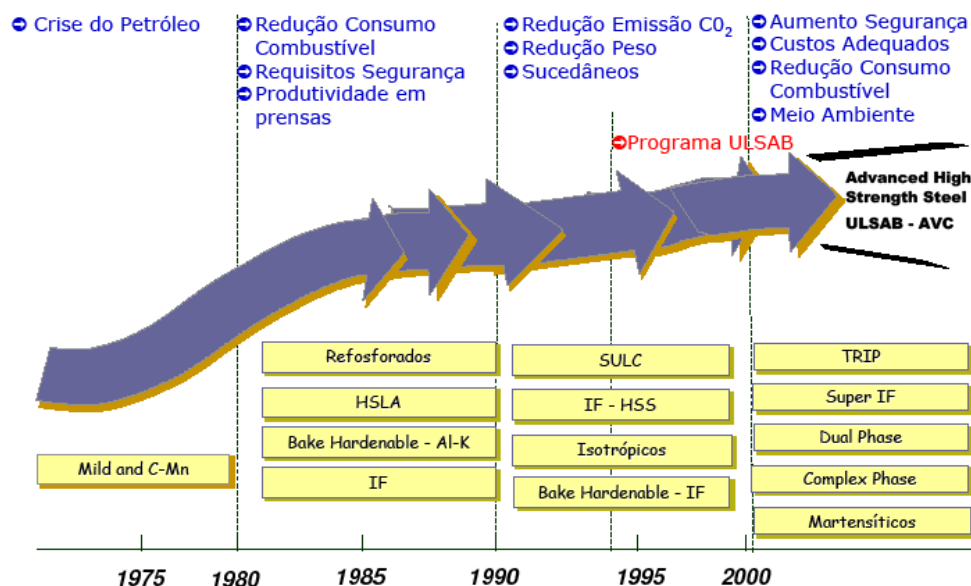 Crise do Petróleo
Redução Consumo
Combustível
Requisitos Segurança
Produtividade em
prensas
Redução Emissão C0₂
Redução Peso
Sucedâneos
Aumento Segurança
Custos Adequados
Redução Consumo
Combustível
Meio Ambiente
Programa ULSAB
Advanced High
Strength Steel
ULSAB - AVC
Mild and C-Mn
Refosforados
HSLA
Bake Hardenable - Al-K
IF
SULC
IF - HSS
Isotrópicos
Bake Hardenable - IF
TRIP
Super IF
Dual Phase
Complex Phase
Martensíticos
1975 1980 1985 1990 1995 2000